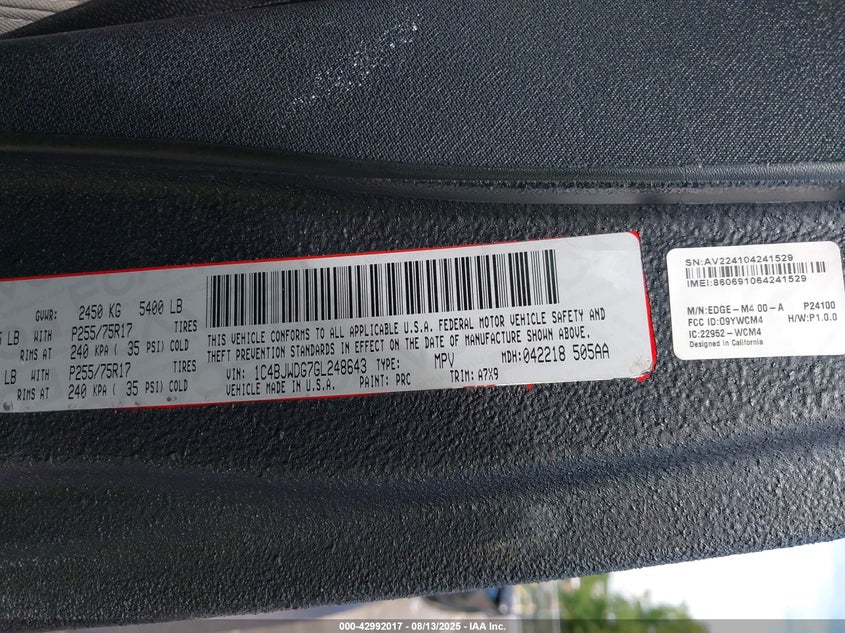 GVWR: 2450 KG 5400 LB
LB WITH P255/75R17 TIRES
RIMS AT 240 KPA ( 35 PSI) COLD
LB WITH P255/75R17 TIRES
RIMS AT 240 KPA ( 35 PSI) COLD
THIS VEHICLE CONFORMS TO ALL APPLICABLE U.S.A. FEDERAL MOTOR VEHICLE SAFETY AND
THEFT PREVENTION STANDARDS IN EFFECT ON THE DATE OF MANUFACTURE SHOWN ABOVE.
VIN: 1C4BJWDG7GL248643 TYPE: MPV MDH: 042218 505AA
VEHICLE MADE IN U.S.A. PAINT: PRC TRIM: A7X9
SN:AV224104241529
IMEI:860691064241529
M/N:EDGE-M4 00-A P24100
FCC ID:O9YWCM4 H/W:P1.0.0
IC:22952-WCM4
Designed in California
000-42992017 - 08/13/2025 - IAA Inc.